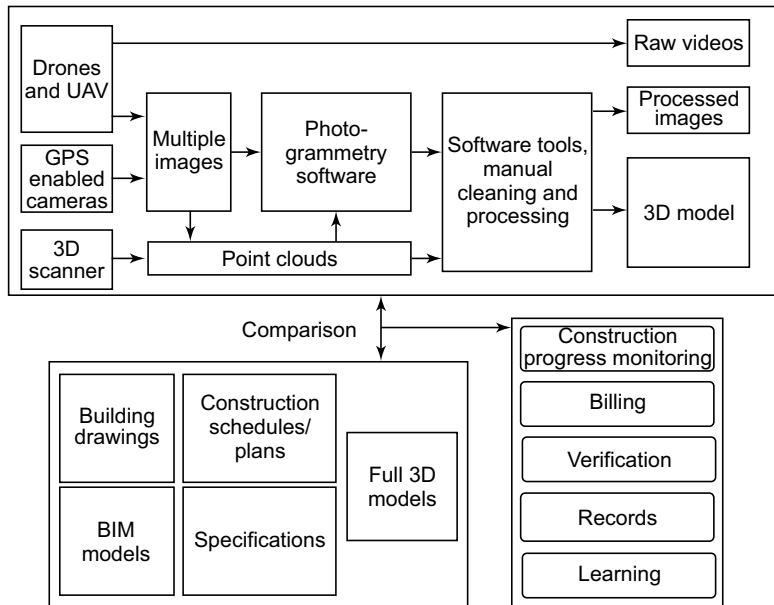 Drones
and UAV
Raw videos
Multiple
images
Photo-
grammetry
software
Software tools,
manual
cleaning and
processing
Processed
images
GPS
enabled
cameras
3D model
3D
scanner
Point clouds
Comparison
Building
drawings
Construction
schedules/
plans
Full 3D
models
BIM
models
Specifications
Construction
progress monitoring
Billing
Verification
Records
Learning